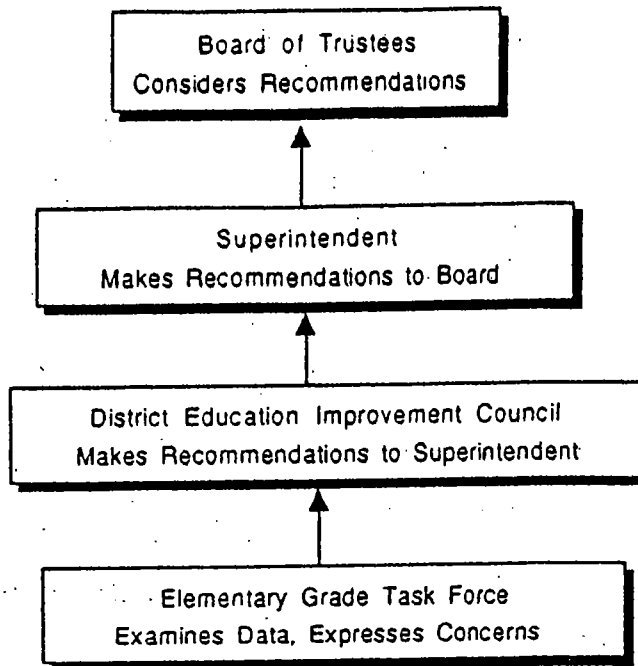 Board of Trustees
Considers Recommendations
Superintendent
Makes Recommendations to Board
District Education Improvement Council
Makes Recommendations to Superintendent
Elementary Grade Task Force
Examines Data, Expresses Concerns